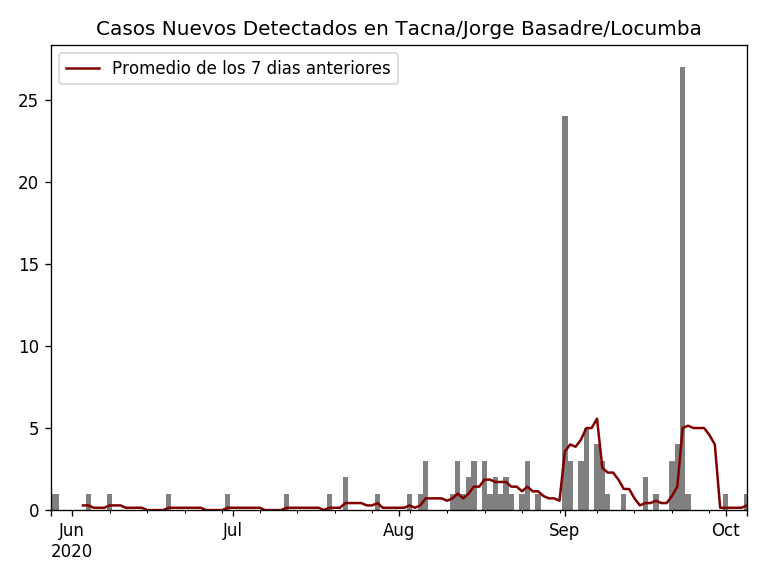 Casos Nuevos Detectados en Tacna/Jorge Basadre/Locumba
Promedio de los 7 dias anteriores
25
20
15
10
5
0
Jun Jul Aug Sep Oct
2020